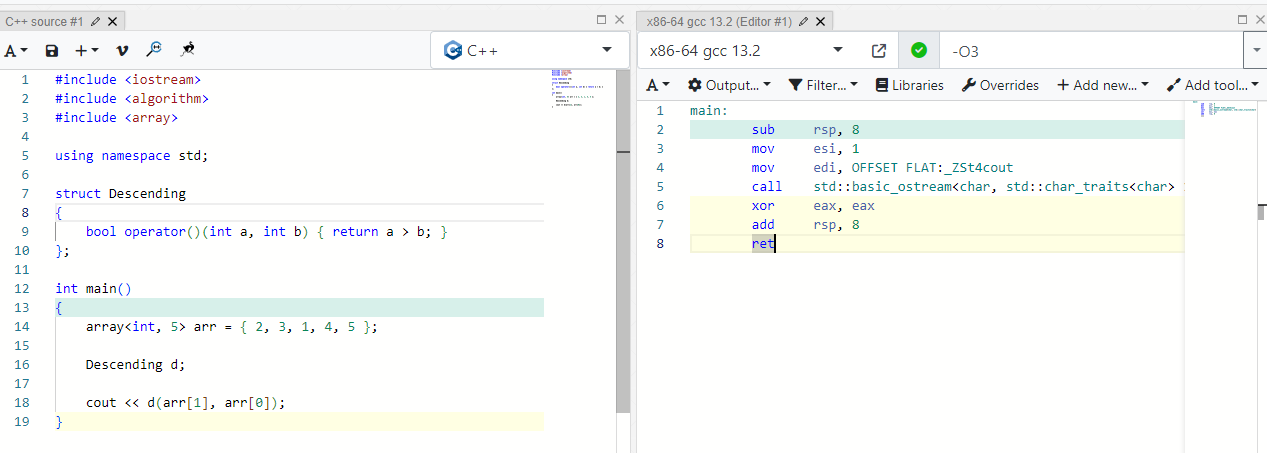 C++ source #1
A
C++
1 #include <iostream>
2 #include <algorithm>
3 #include <array>
4
5 using namespace std;
6
7 struct Descending
8 {
9 bool operator()(int a, int b) { return a > b; }
10 };
11
12 int main()
13 {
14 array<int, 5> arr = { 2, 3, 1, 4, 5 };
15
16 Descending d;
17
18 cout << d(arr[1], arr[0]);
19 }
x86-64 gcc 13.2 (Editor #1)
x86-64 gcc 13.2
-O3
A Output... Filter... Libraries Overrides + Add new... Add tool...
1 main:
2 sub rsp, 8
3 mov esi, 1
4 mov edi, OFFSET FLAT:_ZSt4cout
5 call std::basic_ostream<char, std::char_traits<char>
6 xor eax, eax
7 add rsp, 8
8 ret